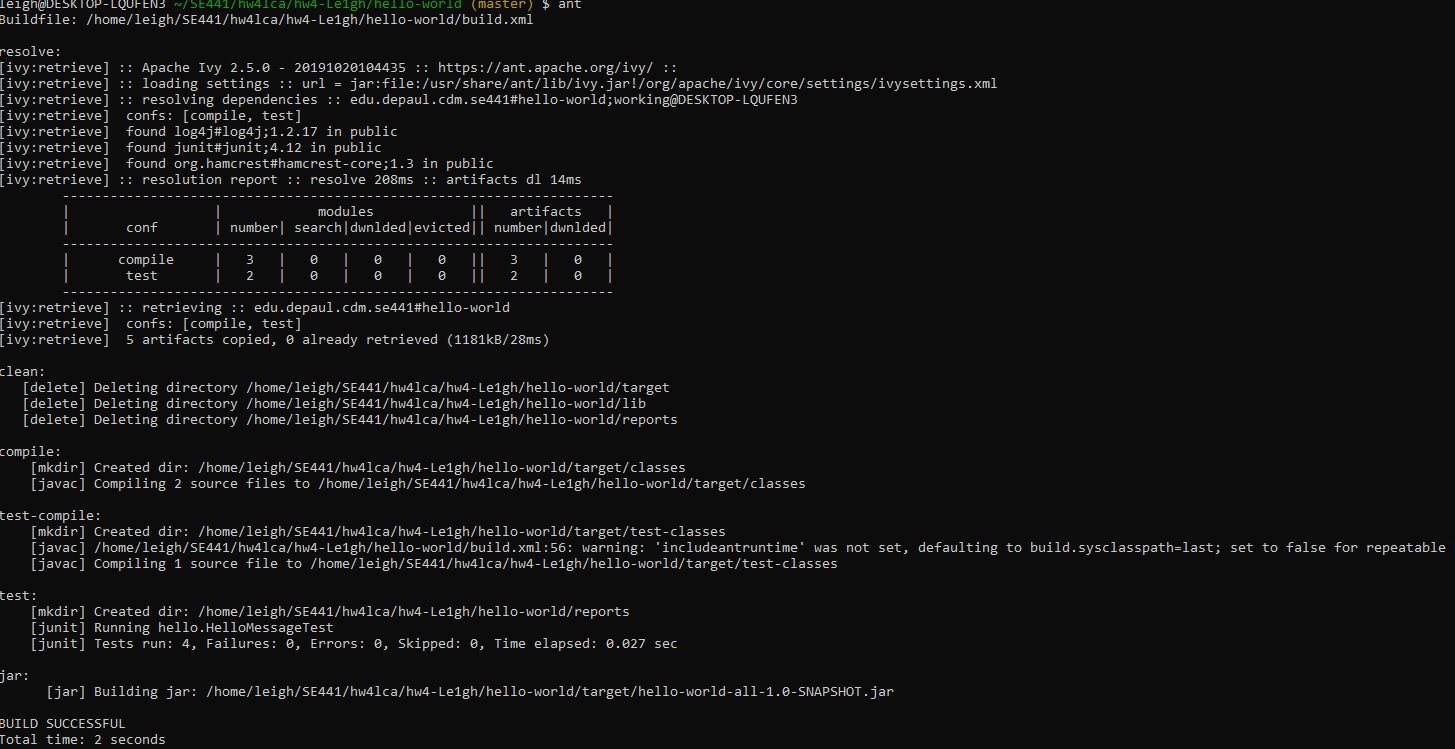 leigh@DESKTOP-LQUFEN3 ~/SE441/hw4lca/hw4-Le1gh/hello-world (master) $ ant
Buildfile: /home/leigh/SE441/hw4lca/hw4-Le1gh/hello-world/build.xml
resolve:
[ivy:retrieve] :: Apache Ivy 2.5.0 - 20191020104435 :: https://ant.apache.org/ivy/ ::
[ivy:retrieve] :: loading settings :: url = jar:file:/usr/share/ant/lib/ivy.jar!/org/apache/ivy/core/settings/ivysettings.xml
[ivy:retrieve] :: resolving dependencies :: edu.depaul.cdm.se441#hello-world;working@DESKTOP-LQUFEN3
[ivy:retrieve]  confs: [compile, test]
[ivy:retrieve]  found log4j#log4j;1.2.17 in public
[ivy:retrieve]  found junit#junit;4.12 in public
[ivy:retrieve]  found org.hamcrest#hamcrest-core;1.3 in public
[ivy:retrieve] :: resolution report :: resolve 208ms :: artifacts dl 14ms
---------------------------------------------------------------------
|                  |            modules            ||   artifacts   |
|       conf       | number| search|dwnlded|evicted|| number|dwnlded|
---------------------------------------------------------------------
|      compile     |   3   |   0   |   0   |   0   ||   3   |   0   |
|       test       |   2   |   0   |   0   |   0   ||   2   |   0   |
---------------------------------------------------------------------
[ivy:retrieve] :: retrieving :: edu.depaul.cdm.se441#hello-world
[ivy:retrieve]  confs: [compile, test]
[ivy:retrieve]  5 artifacts copied, 0 already retrieved (1181kB/28ms)
clean:
[delete] Deleting directory /home/leigh/SE441/hw4lca/hw4-Le1gh/hello-world/target
[delete] Deleting directory /home/leigh/SE441/hw4lca/hw4-Le1gh/hello-world/lib
[delete] Deleting directory /home/leigh/SE441/hw4lca/hw4-Le1gh/hello-world/reports
compile:
[mkdir] Created dir: /home/leigh/SE441/hw4lca/hw4-Le1gh/hello-world/target/classes
[javac] Compiling 2 source files to /home/leigh/SE441/hw4lca/hw4-Le1gh/hello-world/target/classes
test-compile:
[mkdir] Created dir: /home/leigh/SE441/hw4lca/hw4-Le1gh/hello-world/target/test-classes
[javac] /home/leigh/SE441/hw4lca/hw4-Le1gh/hello-world/build.xml:56: warning: 'includeantruntime' was not set, defaulting to build.sysclasspath=last; set to false for repeatable
[javac] Compiling 1 source file to /home/leigh/SE441/hw4lca/hw4-Le1gh/hello-world/target/test-classes
test:
[mkdir] Created dir: /home/leigh/SE441/hw4lca/hw4-Le1gh/hello-world/reports
[junit] Running hello.HelloMessageTest
[junit] Tests run: 4, Failures: 0, Errors: 0, Skipped: 0, Time elapsed: 0.027 sec
jar:
[jar] Building jar: /home/leigh/SE441/hw4lca/hw4-Le1gh/hello-world/target/hello-world-all-1.0-SNAPSHOT.jar
BUILD SUCCESSFUL
Total time: 2 seconds